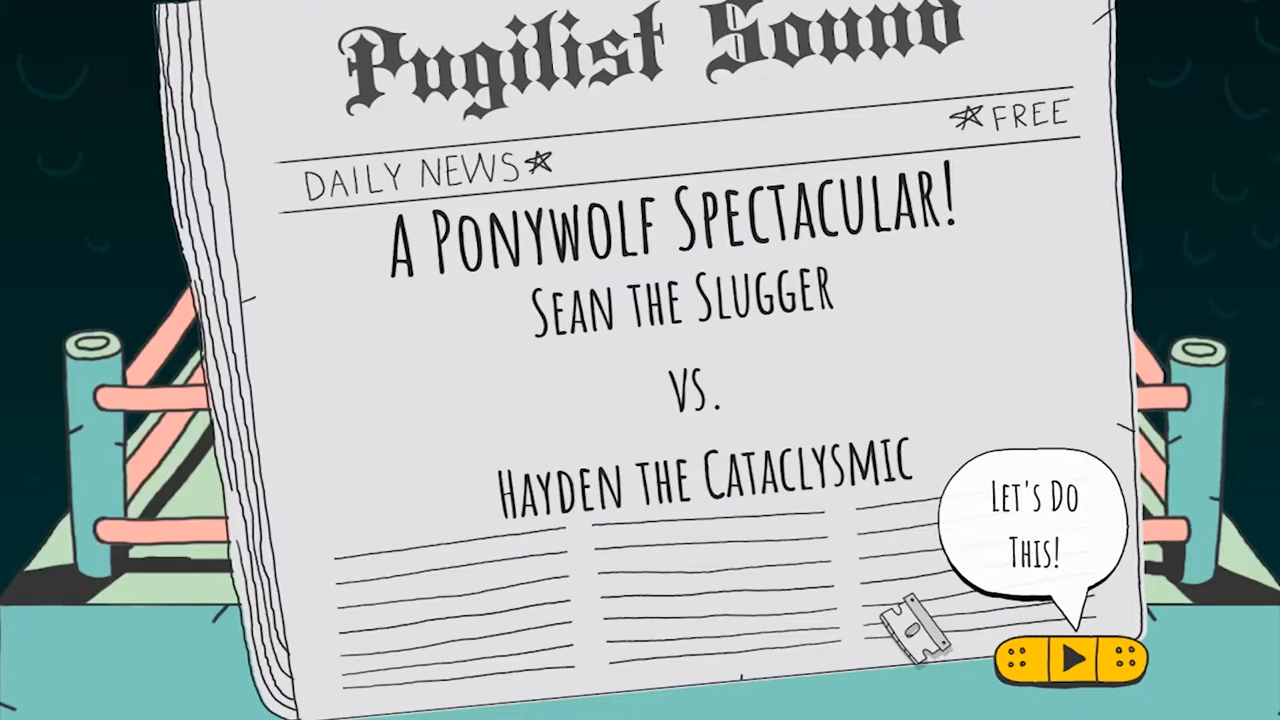 Pugilist Sound
DAILY NEWS
FREE
A Ponywolf Spectacular!
Sean the Slugger
vs.
Hayden the Cataclysmic
Let's Do
This!